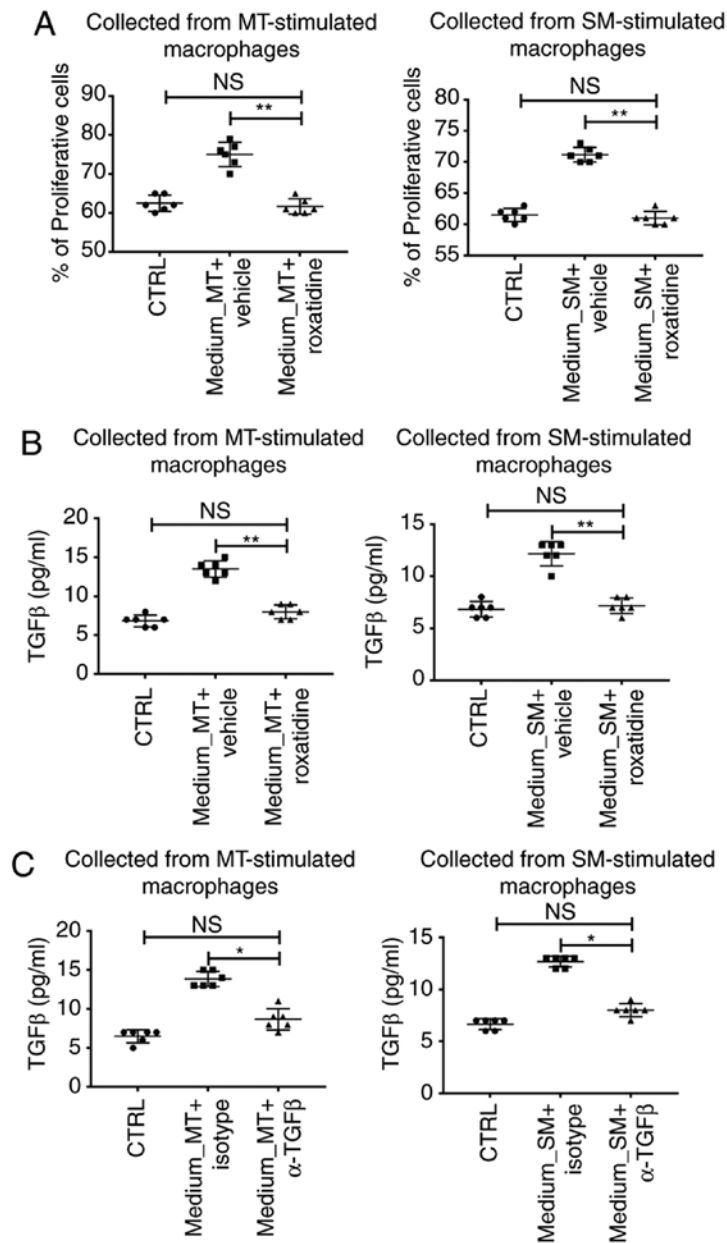 A
Collected from MT-stimulated
macrophages
% of Proliferative cells
90
80
70
60
50
NS
**
CTRL
Medium_MT+
vehicle
Medium_MT+
roxatidine
Collected from SM-stimulated
macrophages
% of Proliferative cells
80
75
70
65
60
55
NS
**
CTRL
Medium_SM+
vehicle
Medium_SM+
roxatidine
B
Collected from MT-stimulated
macrophages
TGFβ (pg/ml)
20
15
10
5
0
NS
**
CTRL
Medium_MT+
vehicle
Medium_MT+
roxatidine
Collected from SM-stimulated
macrophages
TGFβ (pg/ml)
15
10
5
0
NS
**
CTRL
Medium_SM+
vehicle
Medium_SM+
roxatidine
C
Collected from MT-stimulated
macrophages
TGFβ (pg/ml)
20
15
10
5
0
NS
*
CTRL
Medium_MT+
isotype
Medium_MT+
α-TGFβ
Collected from SM-stimulated
macrophages
TGFβ (pg/ml)
15
10
5
0
NS
*
CTRL
Medium_SM+
isotype
Medium_SM+
α-TGFβ